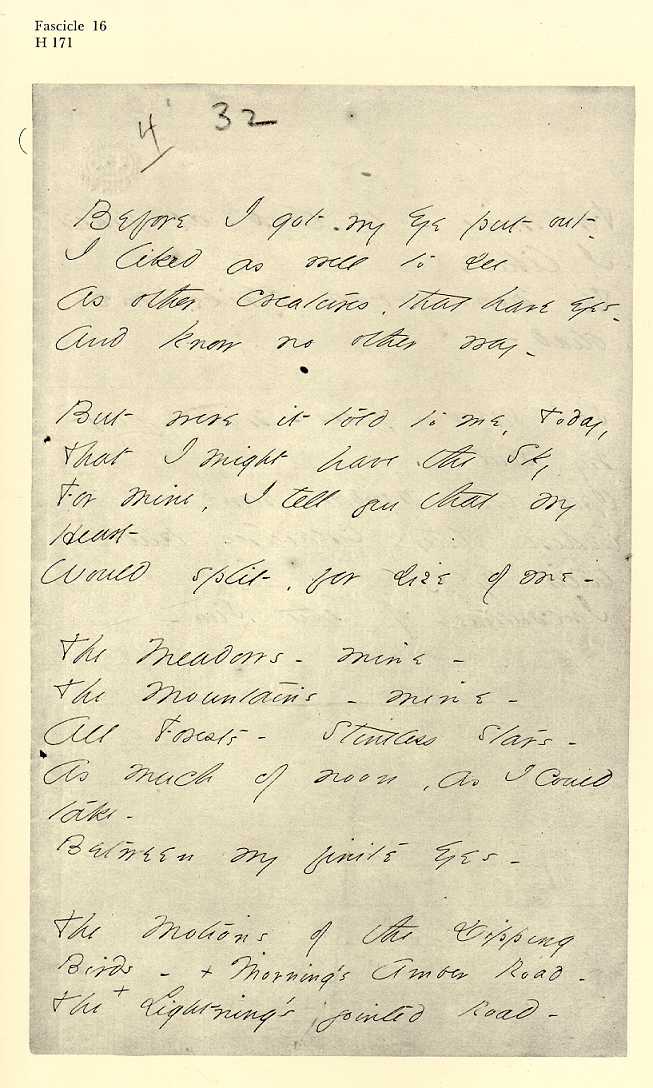 Fascicle 16
H 171
4 32
Before I got my Eye put out -
I liked as well to see
As other Creatures, that have Eyes -
And know no other way -
But were it told to me, Today,
That I might have the Sky
For mine, I tell you that my
Heart
Would split, for size of me -
The Meadows - mine -
The Mountains - mine -
All Forests - Stintless Stars -
As much of noon, as I could
take -
Between my finite Eyes -
The Motions of the Dipping
Birds - + Morning's Amber Road -
The + Lightning's jointed Road -